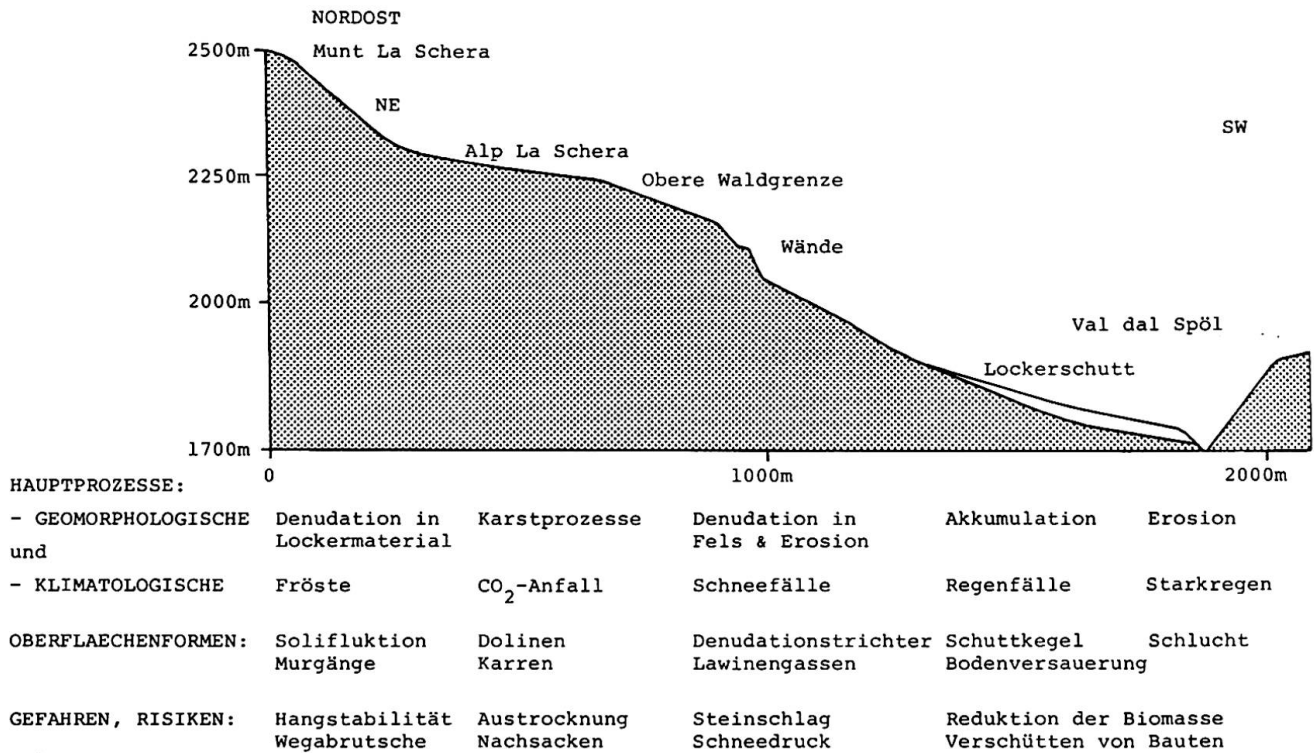 NORDOST
2500m Munt La Schera
NE
SW
Alp La Schera
2250m Obere Waldgrenze
Wände
2000m
Val dal Spöl
Lockerschutt
1700m
0 1000m 2000m
HAUPTPROZESSE:
- GEOMORPHOLOGISCHE Denudation in Karstprozesse Denudation in Akkumulation Erosion
Lockermaterial Fels & Erosion
und
- KLIMATOLOGISCHE Fröste CO2-Anfall Schneefälle Regenfälle Starkregen
OBERFLAECHENFORMEN: Solifluktion Dolinen Denudationstrichter Schuttkegel Schlucht
Murgänge Karren Lawinengassen Bodenversauerung
GEFAHREN, RISIKEN: Hangstabilität Austrocknung Steinschlag Reduktion der Biomasse
Wegabrutsche Nachsacken Schneedruck Verschütten von Bauten